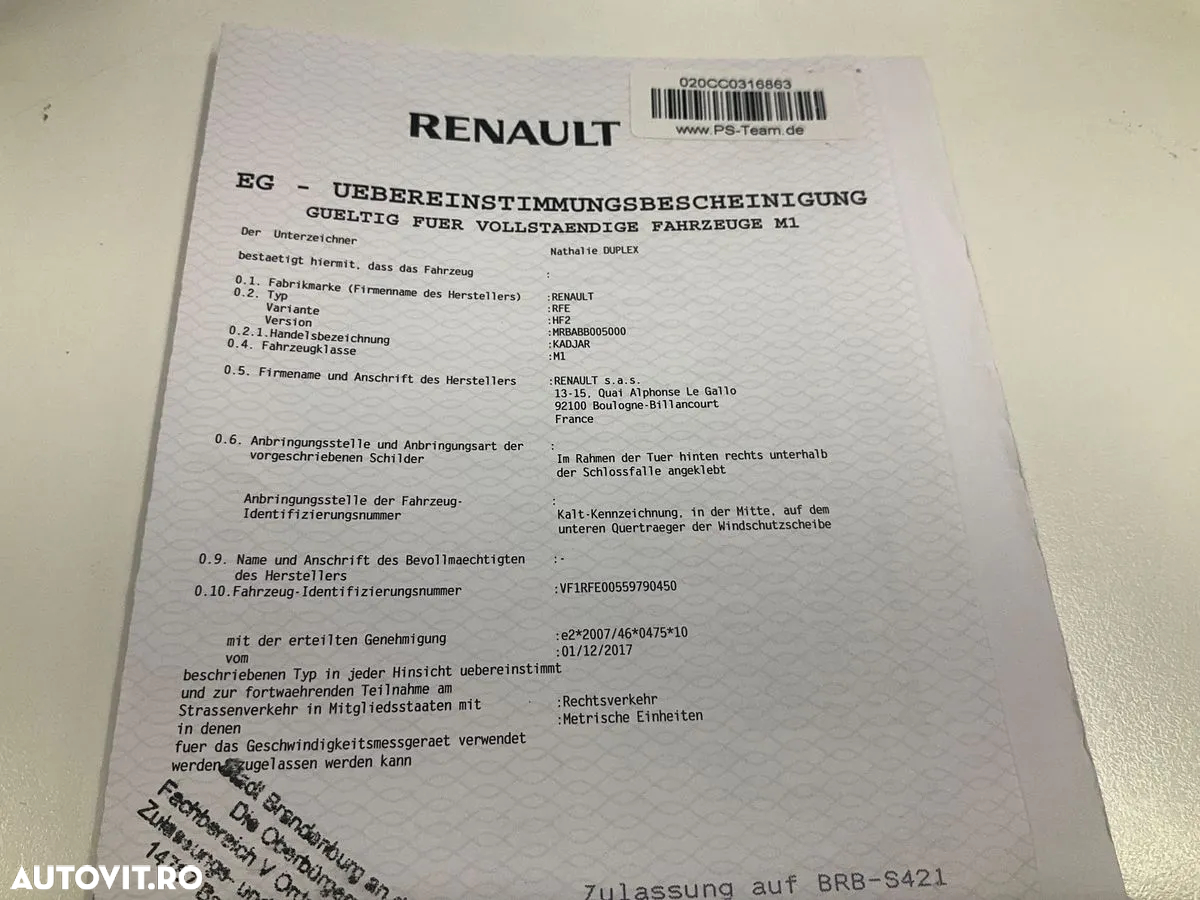 020CC0316863
www.PS-Team.de
RENAULT
EG - UEBEREINSTIMMUNGSBESCHEINIGUNG
GUELTIG FUER VOLLSTAENDIGE FAHRZEUGE M1
Der Unterzeichner Nathalie DUPLEX
bestaetigt hiermit, dass das Fahrzeug :
0.1. Fabrikmarke (Firmenname des Herstellers) :RENAULT
0.2. Typ :RFE
Variante :HF2
Version :MRBABB005000
0.2.1.Handelsbezeichnung :KADJAR
0.4. Fahrzeugklasse :M1
0.5. Firmename und Anschrift des Herstellers :RENAULT s.a.s.
13-15, Quai Alphonse Le Gallo
92100 Boulogne-Billancourt
France
0.6. Anbringungsstelle und Anbringungsart der :
vorgeschriebenen Schilder Im Rahmen der Tuer hinten rechts unterhalb
der Schlossfalle angeklebt
Anbringungsstelle der Fahrzeug- :
Identifizierungsnummer Kalt-Kennzeichnung, in der Mitte, auf dem
unteren Quertraeger der Windschutzscheibe
0.9. Name und Anschrift des Bevollmaechtigten :-
des Herstellers
0.10.Fahrzeug-Identifizierungsnummer :VF1RFE00559790450
mit der erteilten Genehmigung :e2*2007/46*0475*10
vom :01/12/2017
beschriebenen Typ in jeder Hinsicht uebereinstimmt
und zur fortwaehrenden Teilnahme am
Strassenverkehr in Mitgliedsstaaten mit :Rechtsverkehr
in denen :Metrische Einheiten
fuer das Geschwindigkeitsmessgeraet verwendet
werden zugelassen werden kann
Stadt Brandenburg an
Die Oberbürge
Fachbereich V Ord
Zulassungs- und
Zulassung auf BRB-S421
AUTOVIT.RO